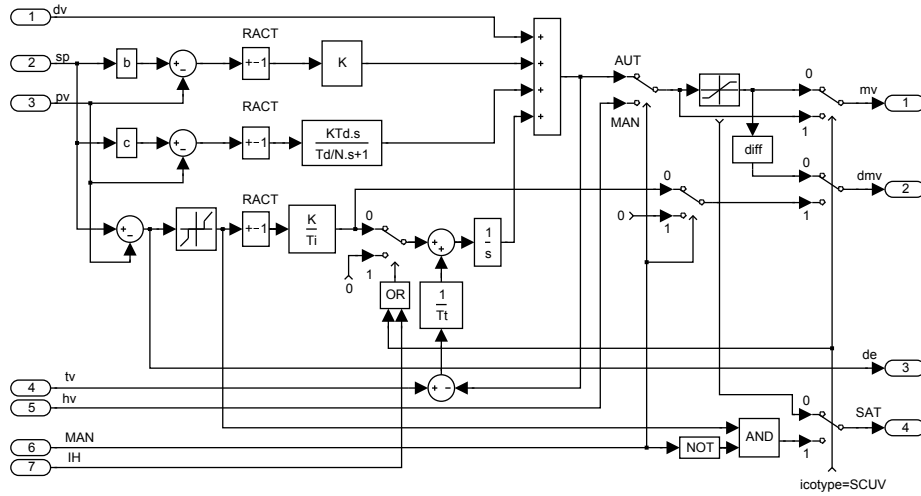 1 dv
2 sp
3 pv
RACT
b
+
-
+-1
K
+
+
+
+
AUT
MAN
0
1
mv
1
RACT
c
+
-
+-1
KTd.s
Td/N.s+1
diff
0
1
dmv
2
RACT
+
-
+-1
K
Ti
0
1
0
+
+
1
s
0
0
1
OR
1
Tt
4 tv
+
-
de
3
5 hv
6 MAN
7 IH
NOT
AND
0
1
SAT
4
icotype=SCUV